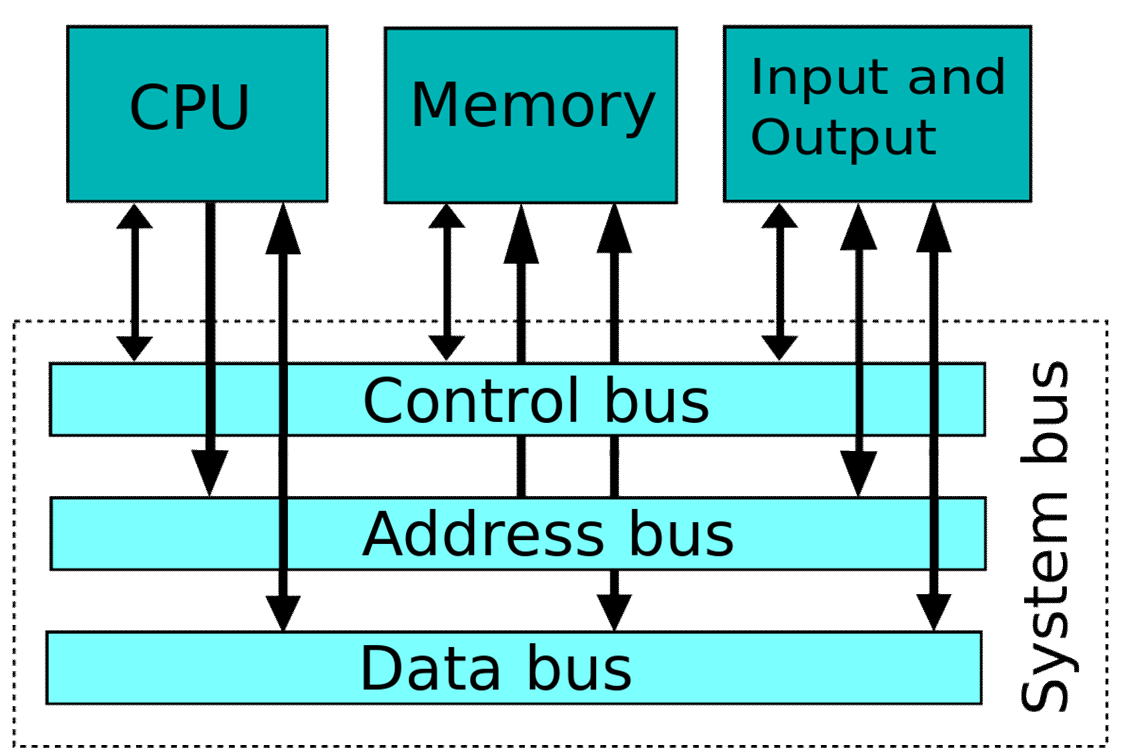 CPU
Memory
Input and
Output
Control bus
Address bus
Data bus
System bus